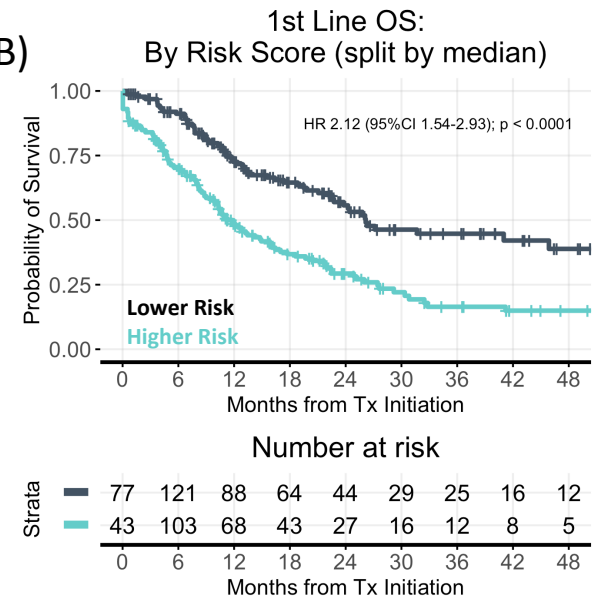 B)
1st Line OS:
By Risk Score (split by median)
Probability of Survival
1.00
0.75
0.50
0.25
0.00
HR 2.12 (95%CI 1.54-2.93); p < 0.0001
Lower Risk
Higher Risk
0 6 12 18 24 30 36 42 48
Months from Tx Initiation
Number at risk
Strata
77 121 88 64 44 29 25 16 12
43 103 68 43 27 16 12 8 5
0 6 12 18 24 30 36 42 48
Months from Tx Initiation